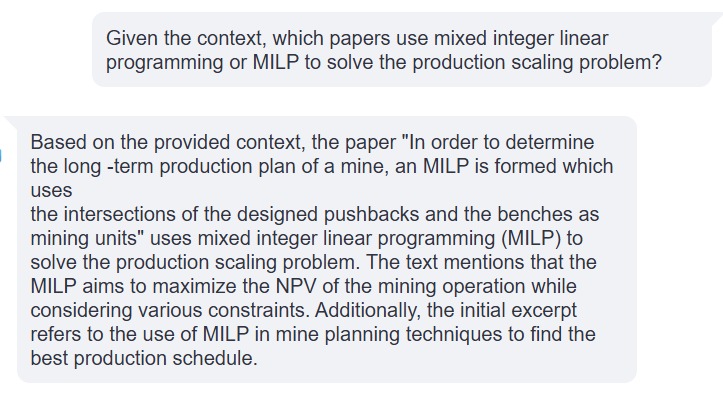 Given the context, which papers use mixed integer linear
programming or MILP to solve the production scaling problem?
Based on the provided context, the paper "In order to determine
the long -term production plan of a mine, an MILP is formed which
uses
the intersections of the designed pushbacks and the benches as
mining units" uses mixed integer linear programming (MILP) to
solve the production scaling problem. The text mentions that the
MILP aims to maximize the NPV of the mining operation while
considering various constraints. Additionally, the initial excerpt
refers to the use of MILP in mine planning techniques to find the
best production schedule.